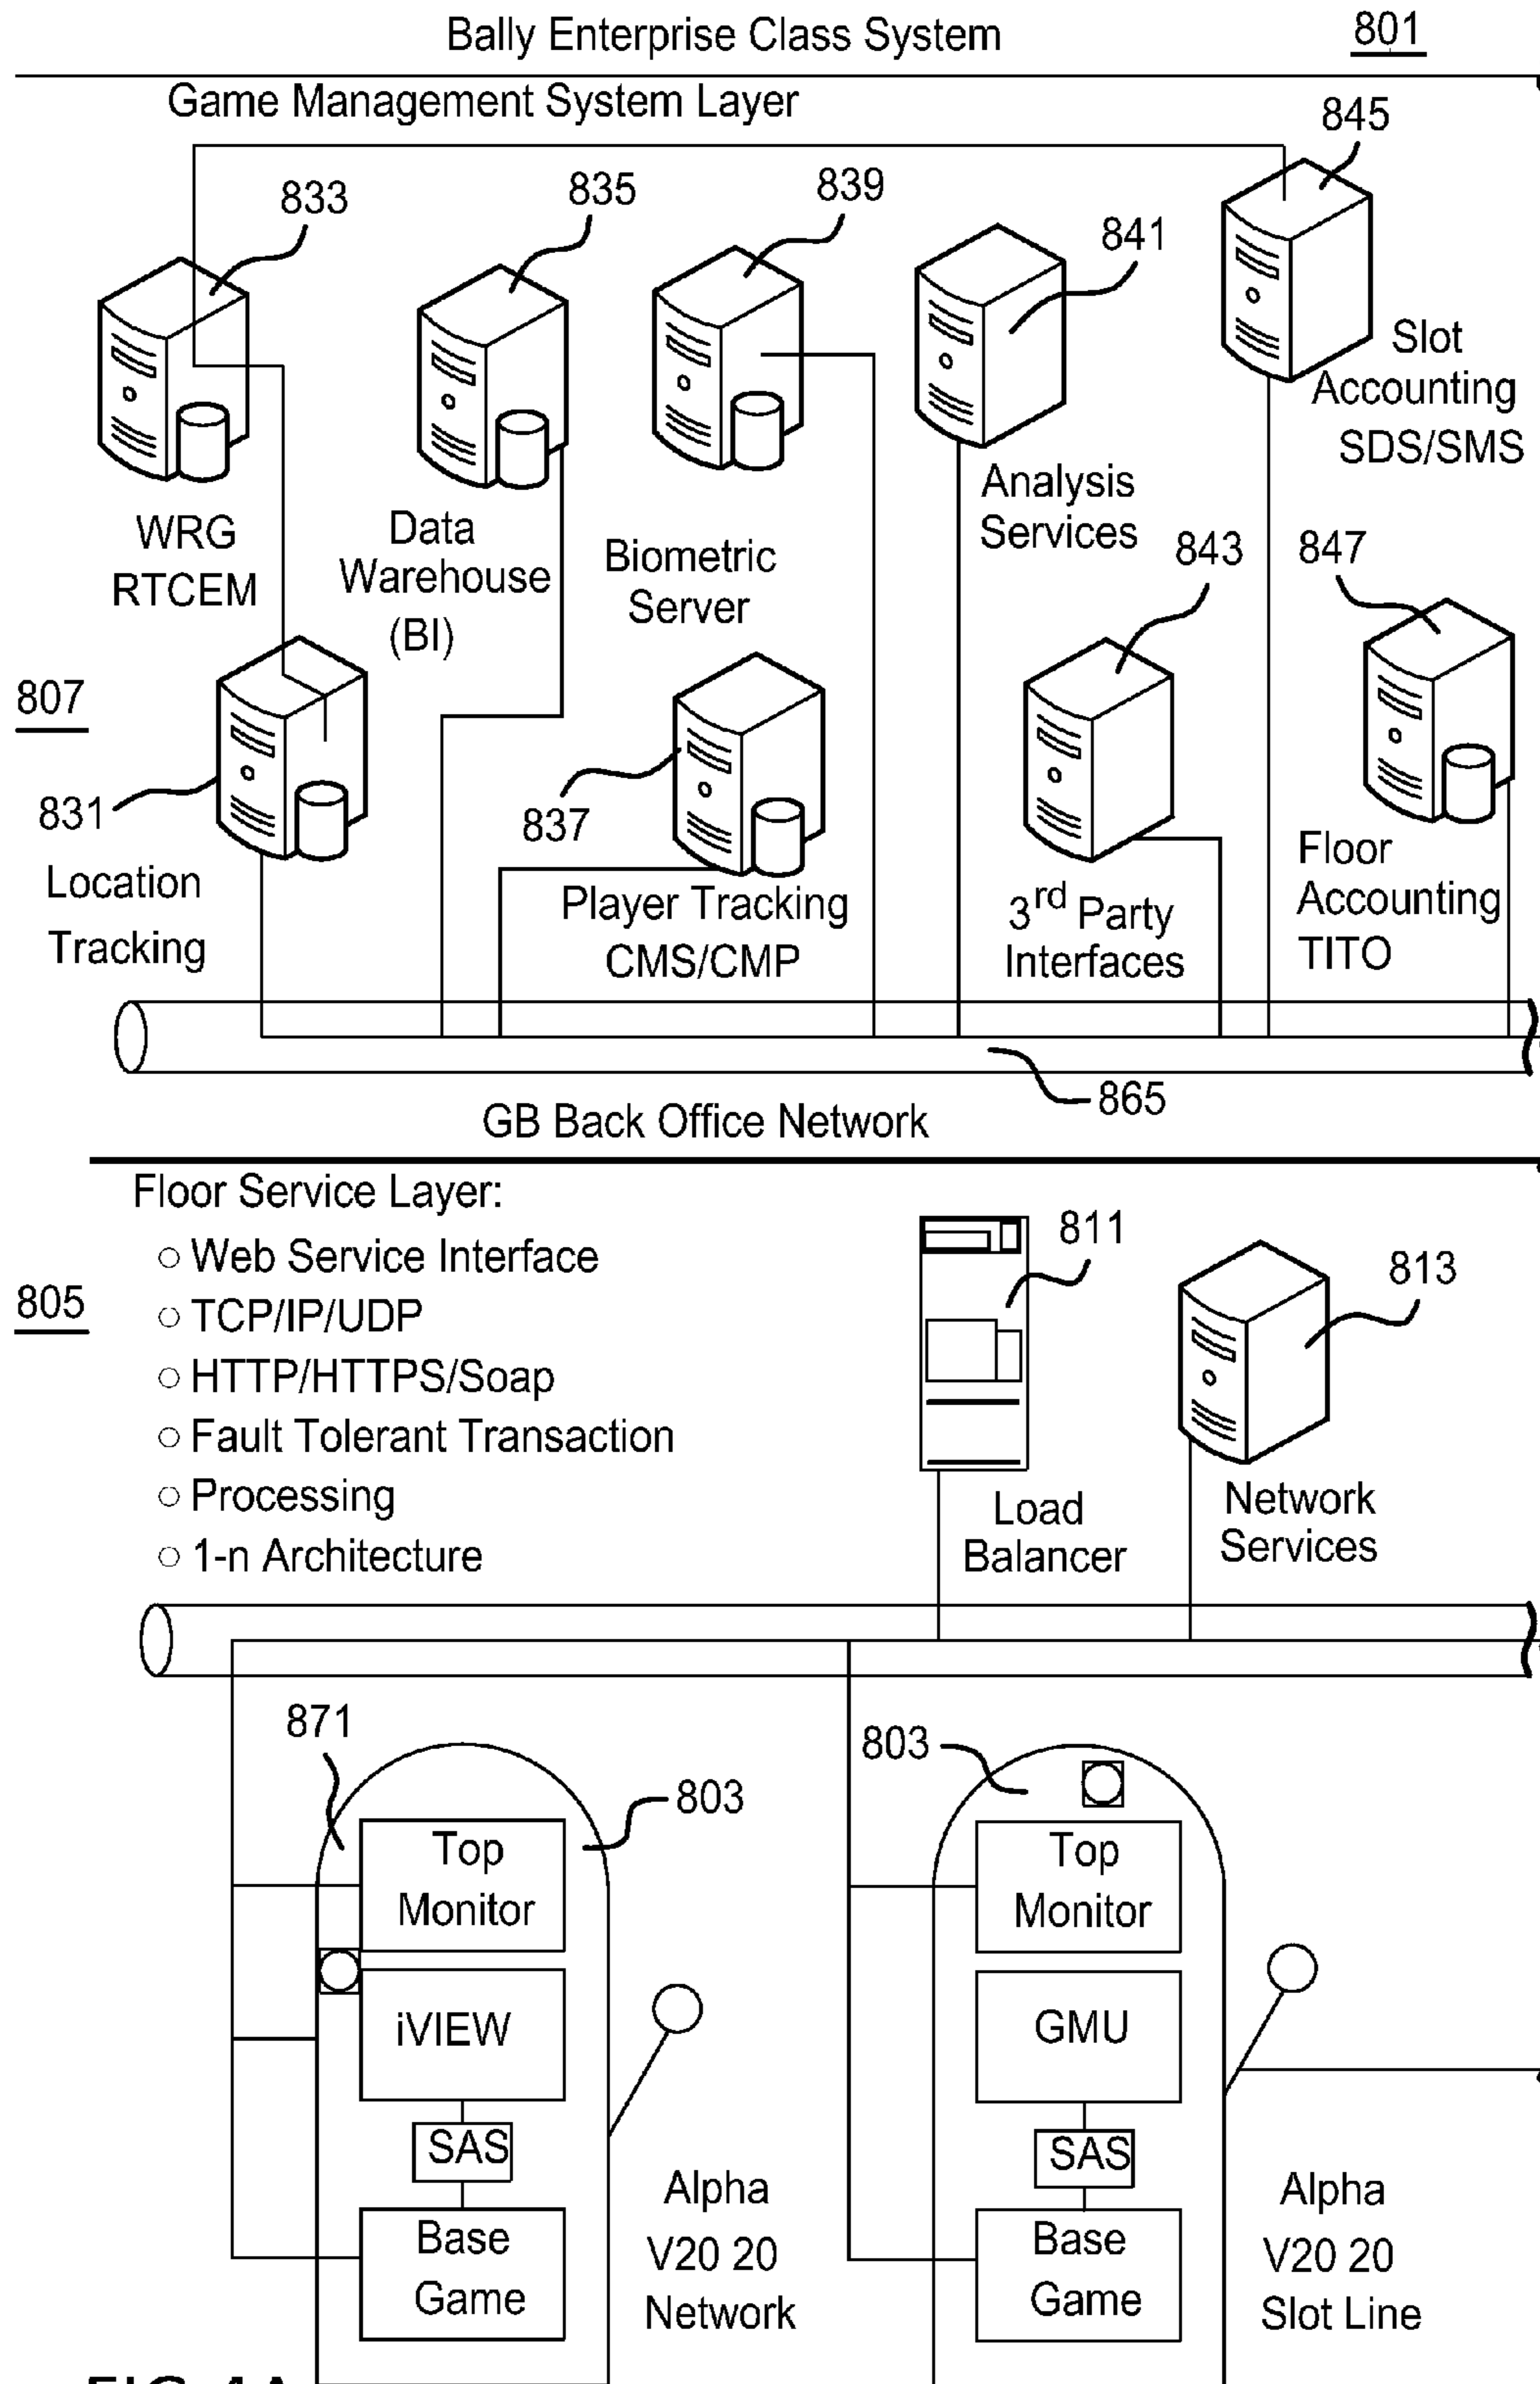 Bally Enterprise Class System
801
Game Management System Layer
845
833
835
839
841
Slot
Accounting
SDS/SMS
Analysis
Services
WRG
RTCEM
Data
Warehouse
(BI)
Biometric
Server
843
847
807
831
837
Location
Tracking
Player Tracking
CMS/CMP
3rd Party
Interfaces
Floor
Accounting
TITO
865
GB Back Office Network
Floor Service Layer:
○ Web Service Interface
○ TCP/IP/UDP
○ HTTP/HTTPS/Soap
○ Fault Tolerant Transaction
○ Processing
○ 1-n Architecture
805
811
813
Load
Balancer
Network
Services
871
803
803
Top
Monitor
iVIEW
SAS
Base
Game
Alpha
V20 20
Network
Top
Monitor
GMU
SAS
Base
Game
Alpha
V20 20
Slot Line